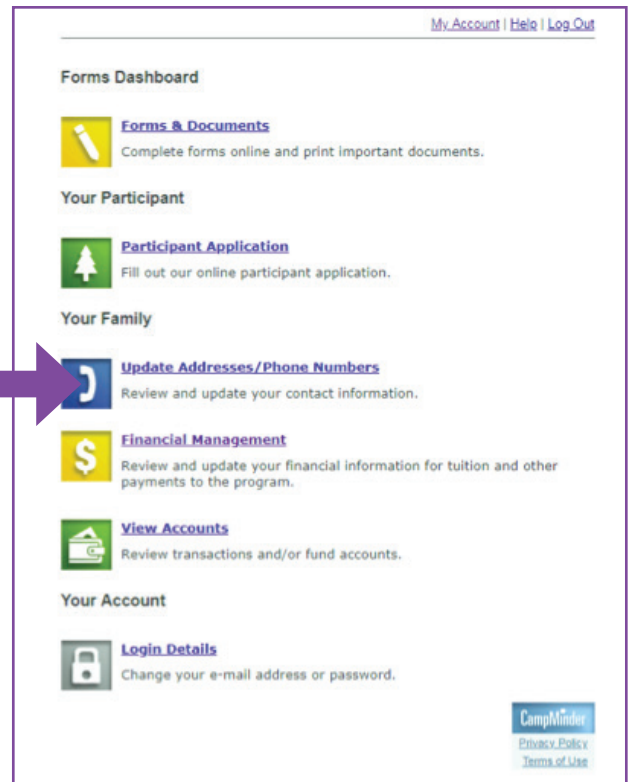 My Account | Help | Log Out
Forms Dashboard
Forms & Documents
Complete forms online and print important documents.
Your Participant
Participant Application
Fill out our online participant application.
Your Family
Update Addresses/Phone Numbers
Review and update your contact information.
$
Financial Management
Review and update your financial information for tuition and other
payments to the program.
View Accounts
Review transactions and/or fund accounts.
Your Account
Login Details
Change your e-mail address or password.
CampMinder
Privacy Policy
Terms of Use